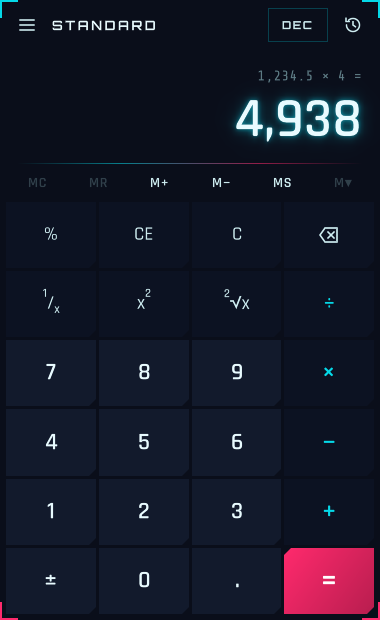 STANDARD DEC
1,234.5 × 4 =
4,938
MC MR M+ M− MS M▾
% CE C
1/x x² ²√x ÷
7 8 9 ×
4 5 6 −
1 2 3 +
± 0 . =